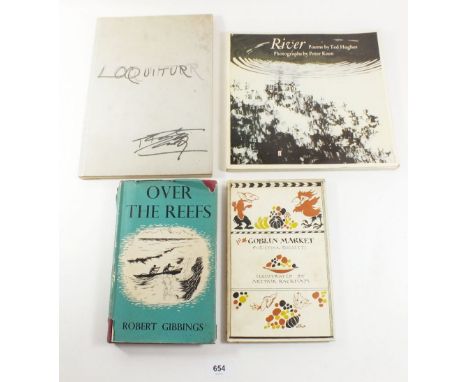 LOQUITURR
River Poems by Ted Hughes
Photographs by Peter Keen
OVER
THE REEFS
ROBERT GIBBINGS
GOBLIN MARKET
CHRISTINA ROSSETTI
ILLUSTRATED BY
ARTHUR RACKHAM
654